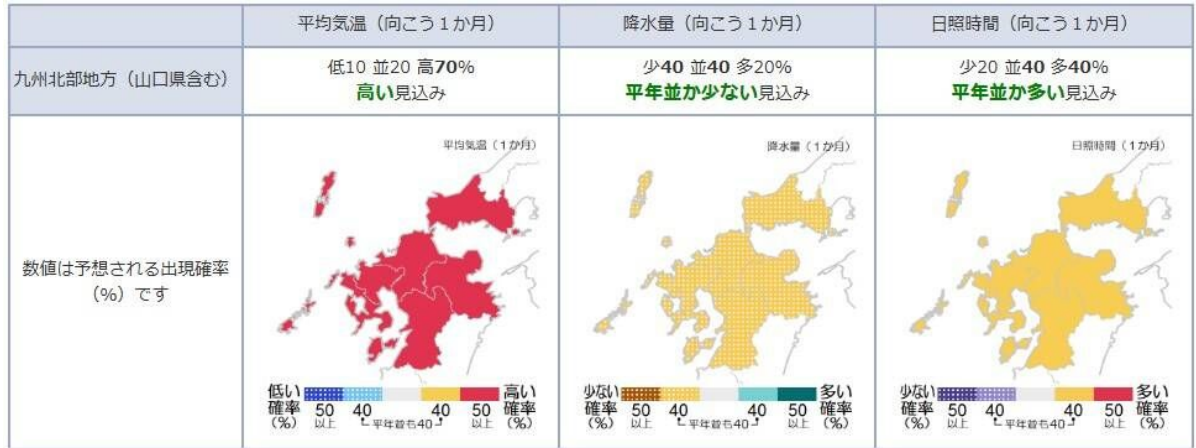 平均気温（向こう１か月）
降水量（向こう１か月）
日照時間（向こう１か月）
九州北部地方（山口県含む）
低10 並20 高70%
高い見込み
少40 並40 多20%
平年並か少ない見込み
少20 並40 多40%
平年並か多い見込み
数値は予想される出現確率
（%）です
平均気温（１か月）
低い
確率
(%)
50
以上
40
平年並も40
40
50
以上
高い
確率
(%)
降水量（１か月）
少ない
確率
(%)
50
以上
40
平年並も40
40
50
以上
多い
確率
(%)
日照時間（１か月）
少ない
確率
(%)
50
以上
40
平年並も40
40
50
以上
多い
確率
(%)